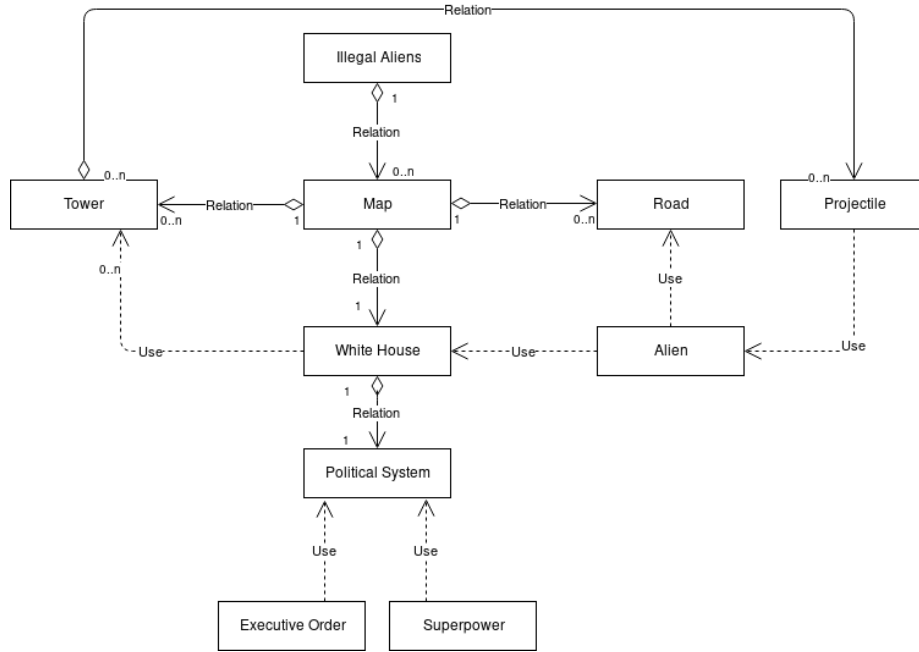 Relation
Illegal Aliens
1
Relation
0..n
0..n
0..n
Tower
Relation
Map
Relation
Road
Projectile
0..n
1
1
0..n
1
0..n
Relation
Use
1
Use
White House
Use
Alien
Use
1
Relation
1
Political System
Use
Use
Executive Order
Superpower